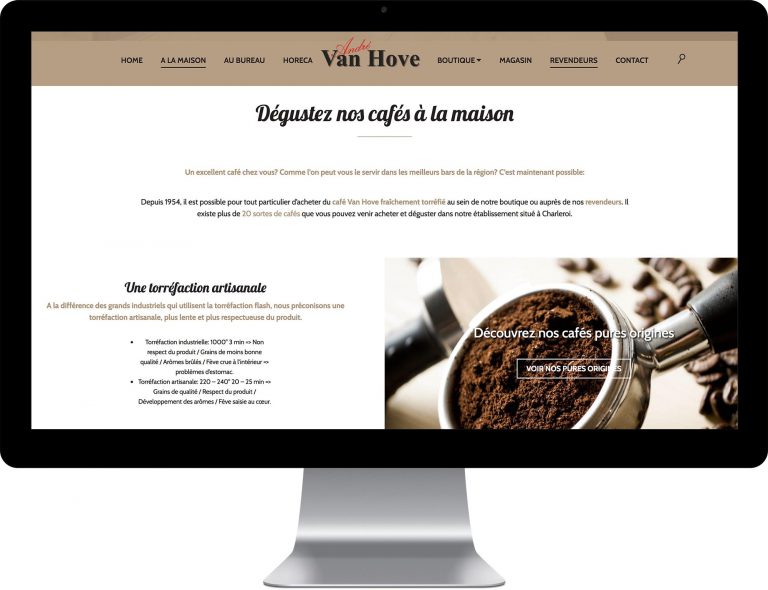 HOME A LA MAISON AU BUREAU HORECA André Van Hove BOUTIQUE MAGASIN REVENDEURS CONTACT
Dégustez nos cafés à la maison
Un excellent café chez vous? Comme l'on peut vous le servir dans les meilleurs bars de la région? C'est maintenant possible:
Depuis 1954, il est possible pour tout particulier d'acheter du café Van Hove fraîchement torréfié au sein de notre boutique ou auprès de nos revendeurs. Il
existe plus de 20 sortes de cafés que vous pouvez venir acheter et déguster dans notre établissement situé à Charleroi.
Une torréfaction artisanale
A la différence des grands industriels qui utilisent la torréfaction flash, nous préconisons une
torréfaction artisanale, plus lente et plus respectueuse du produit.
• Torréfaction industrielle: 1000° 3 min => Non
respect du produit / Grains de moins bonne
qualité / Arômes brûlés / Fève crue à l'intérieur =>
problèmes d'estomac.
• Torréfaction artisanale: 220 – 240° 20 – 25 min =>
Grains de qualité / Respect du produit /
Développement des arômes / Fève saisie au cœur.
Découvrez nos cafés pures origines
VOIR NOS PURES ORIGINES